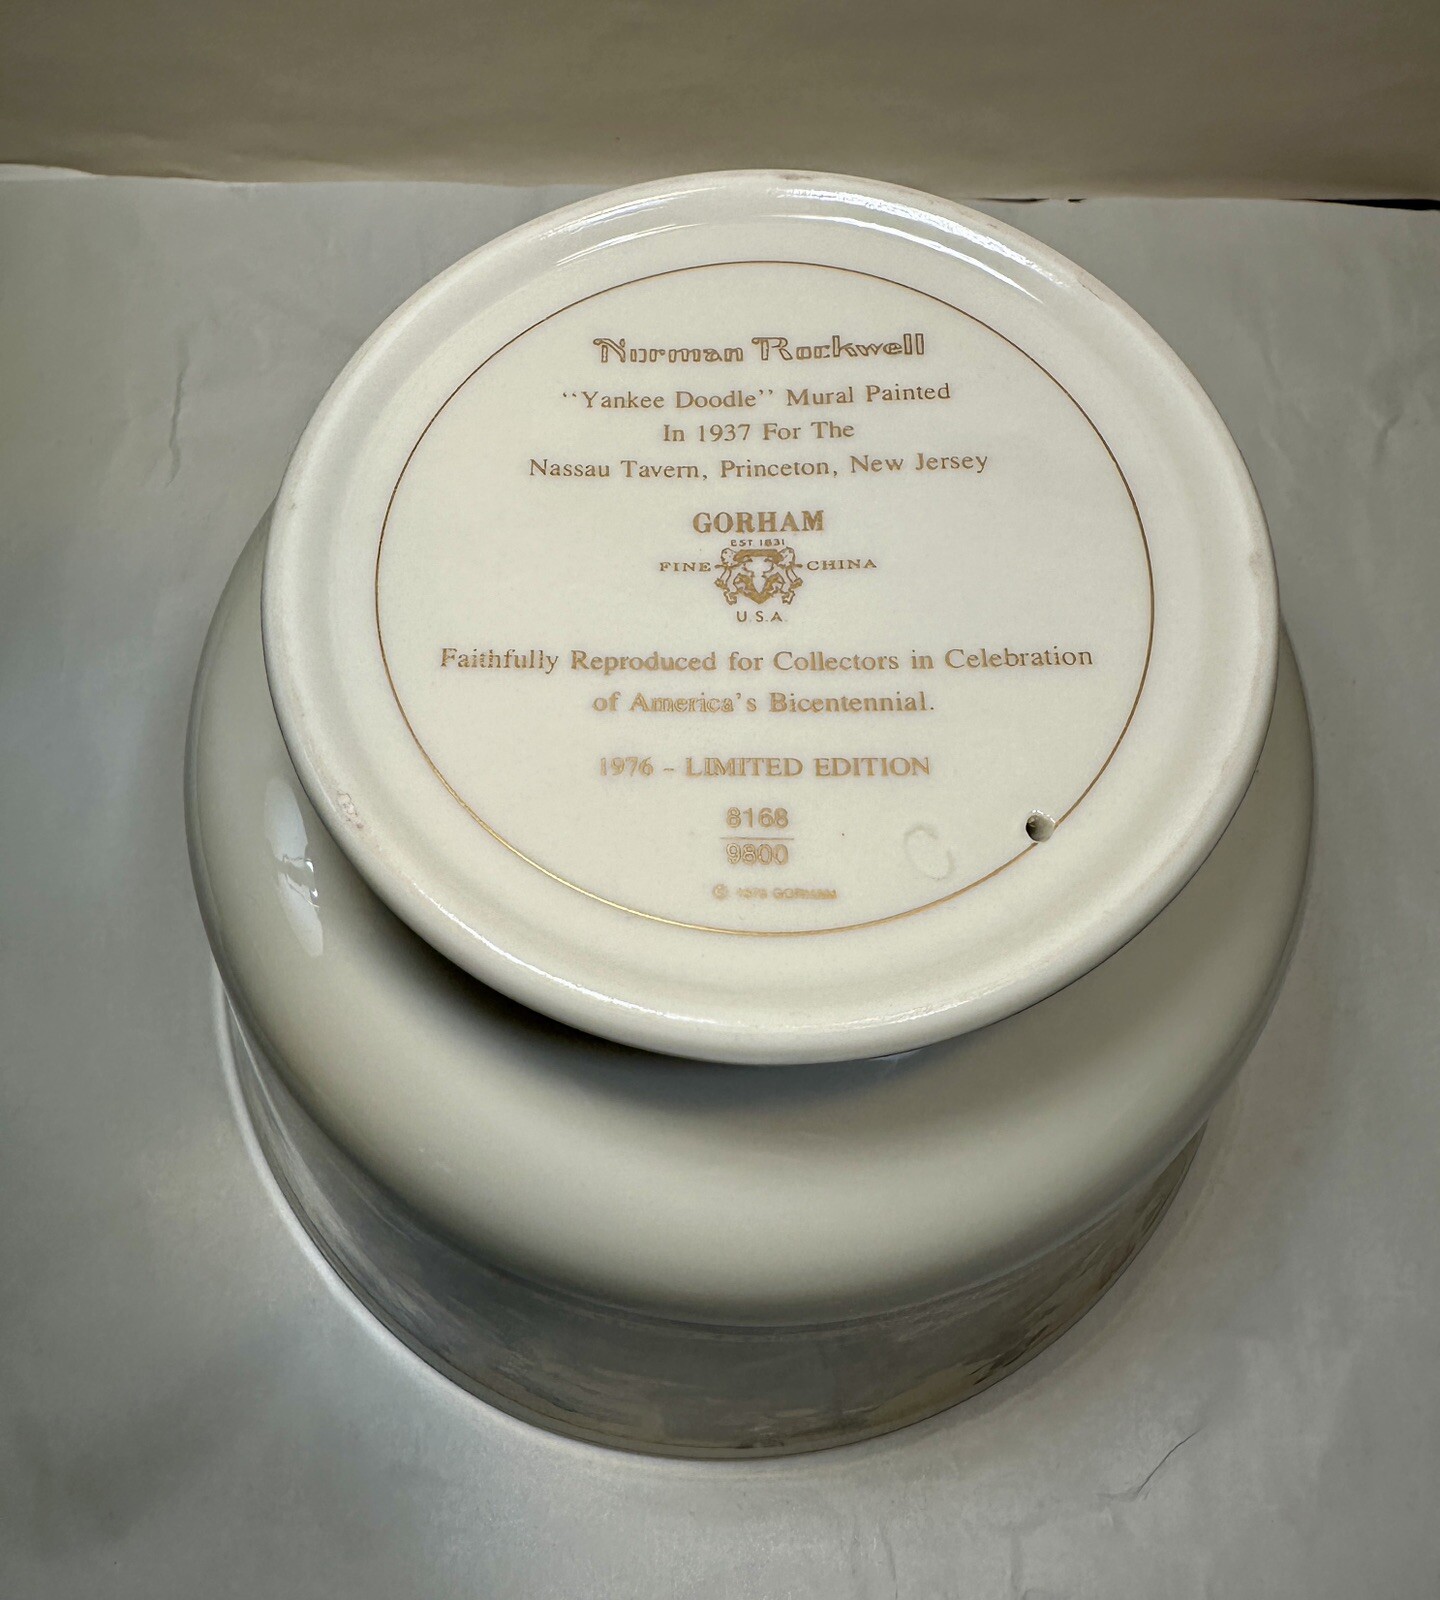 Norman Rockwell
“Yankee Doodle” Mural Painted
In 1937 For The
Nassau Tavern, Princeton, New Jersey
GORHAM
EST. 1831
FINE CHINA
U.S.A.
Faithfully Reproduced for Collectors in Celebration
of America's Bicentennial.
1976 – LIMITED EDITION
8168
9800
© GORHAM